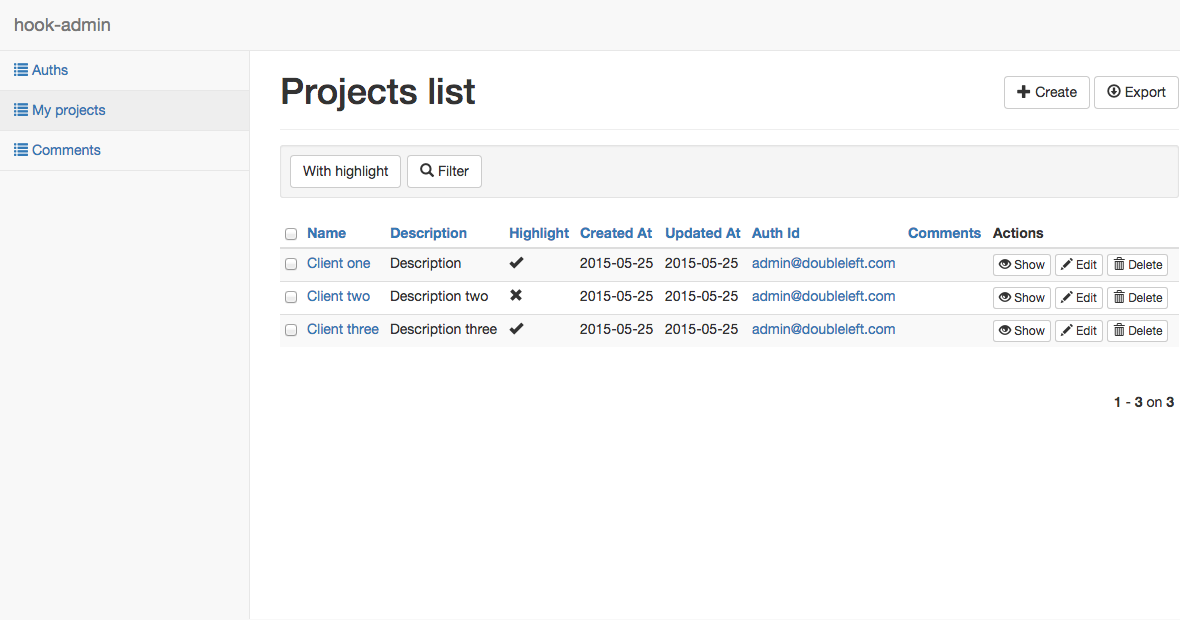 hook-admin
Auths
My projects
Comments
Projects list
Create Export
With highlight Filter
Name Description Highlight Created At Updated At Auth Id Comments Actions
Client one Description 2015-05-25 2015-05-25 admin@doubleleft.com Show Edit Delete
Client two Description two 2015-05-25 2015-05-25 admin@doubleleft.com Show Edit Delete
Client three Description three 2015-05-25 2015-05-25 admin@doubleleft.com Show Edit Delete
1 - 3 on 3